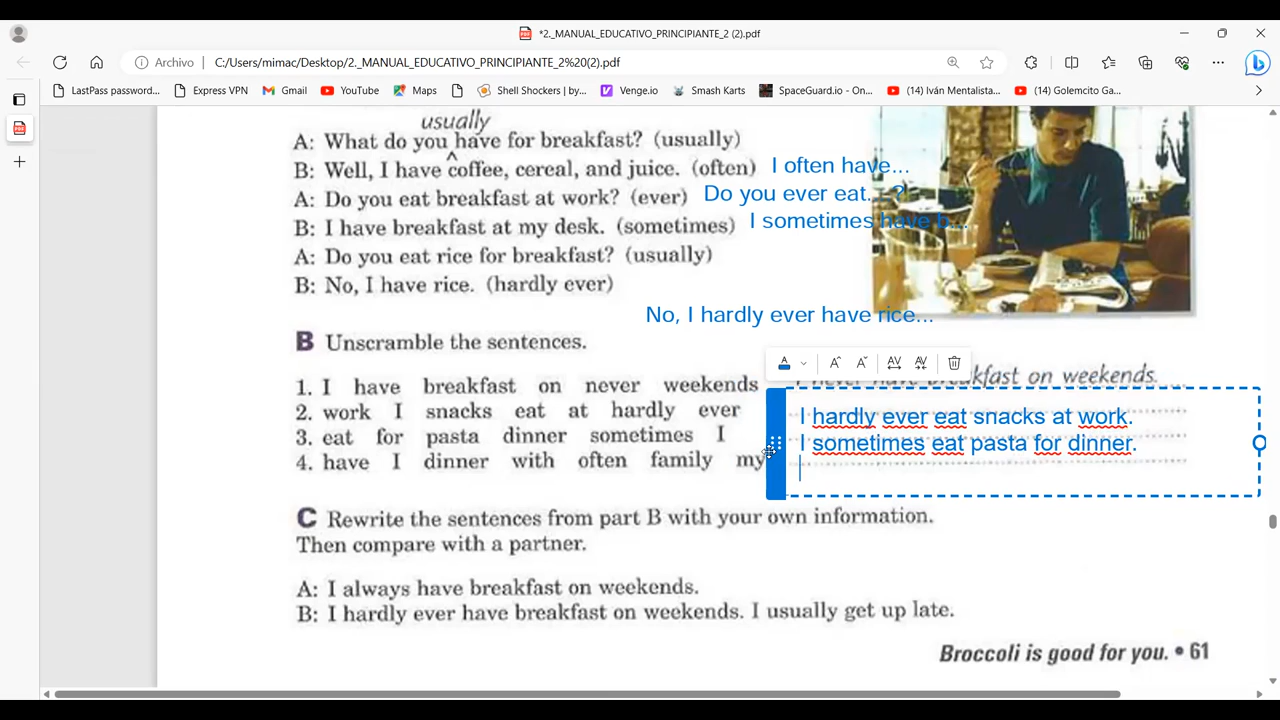 *2._MANUAL_EDUCATIVO_PRINCIPIANTE_2 (2).pdf
Archivo C:/Users/mimac/Desktop/2._MANUAL_EDUCATIVO_PRINCIPIANTE_2%20(2).pdf
LastPass password... Express VPN Gmail YouTube Maps Shell Shockers | by... Venge.io Smash Karts SpaceGuard.io - On... (14) Iván Mentalista... (14) Golemcito Ga...
usually
A: What do you have for breakfast? (usually)
B: Well, I have coffee, cereal, and juice. (often) I often have...
A: Do you eat breakfast at work? (ever) Do you ever eat...?
B: I have breakfast at my desk. (sometimes) I sometimes have b...
A: Do you eat rice for breakfast? (usually)
B: No, I have rice. (hardly ever)
No, I hardly ever have rice...
B Unscramble the sentences.
1. I have breakfast on never weekends I never have breakfast on weekends.
2. work I snacks eat at hardly ever I hardly ever eat snacks at work.
3. eat for pasta dinner sometimes I I sometimes eat pasta for dinner.
4. have I dinner with often family my
C Rewrite the sentences from part B with your own information.
Then compare with a partner.
A: I always have breakfast on weekends.
B: I hardly ever have breakfast on weekends. I usually get up late.
Broccoli is good for you. • 61